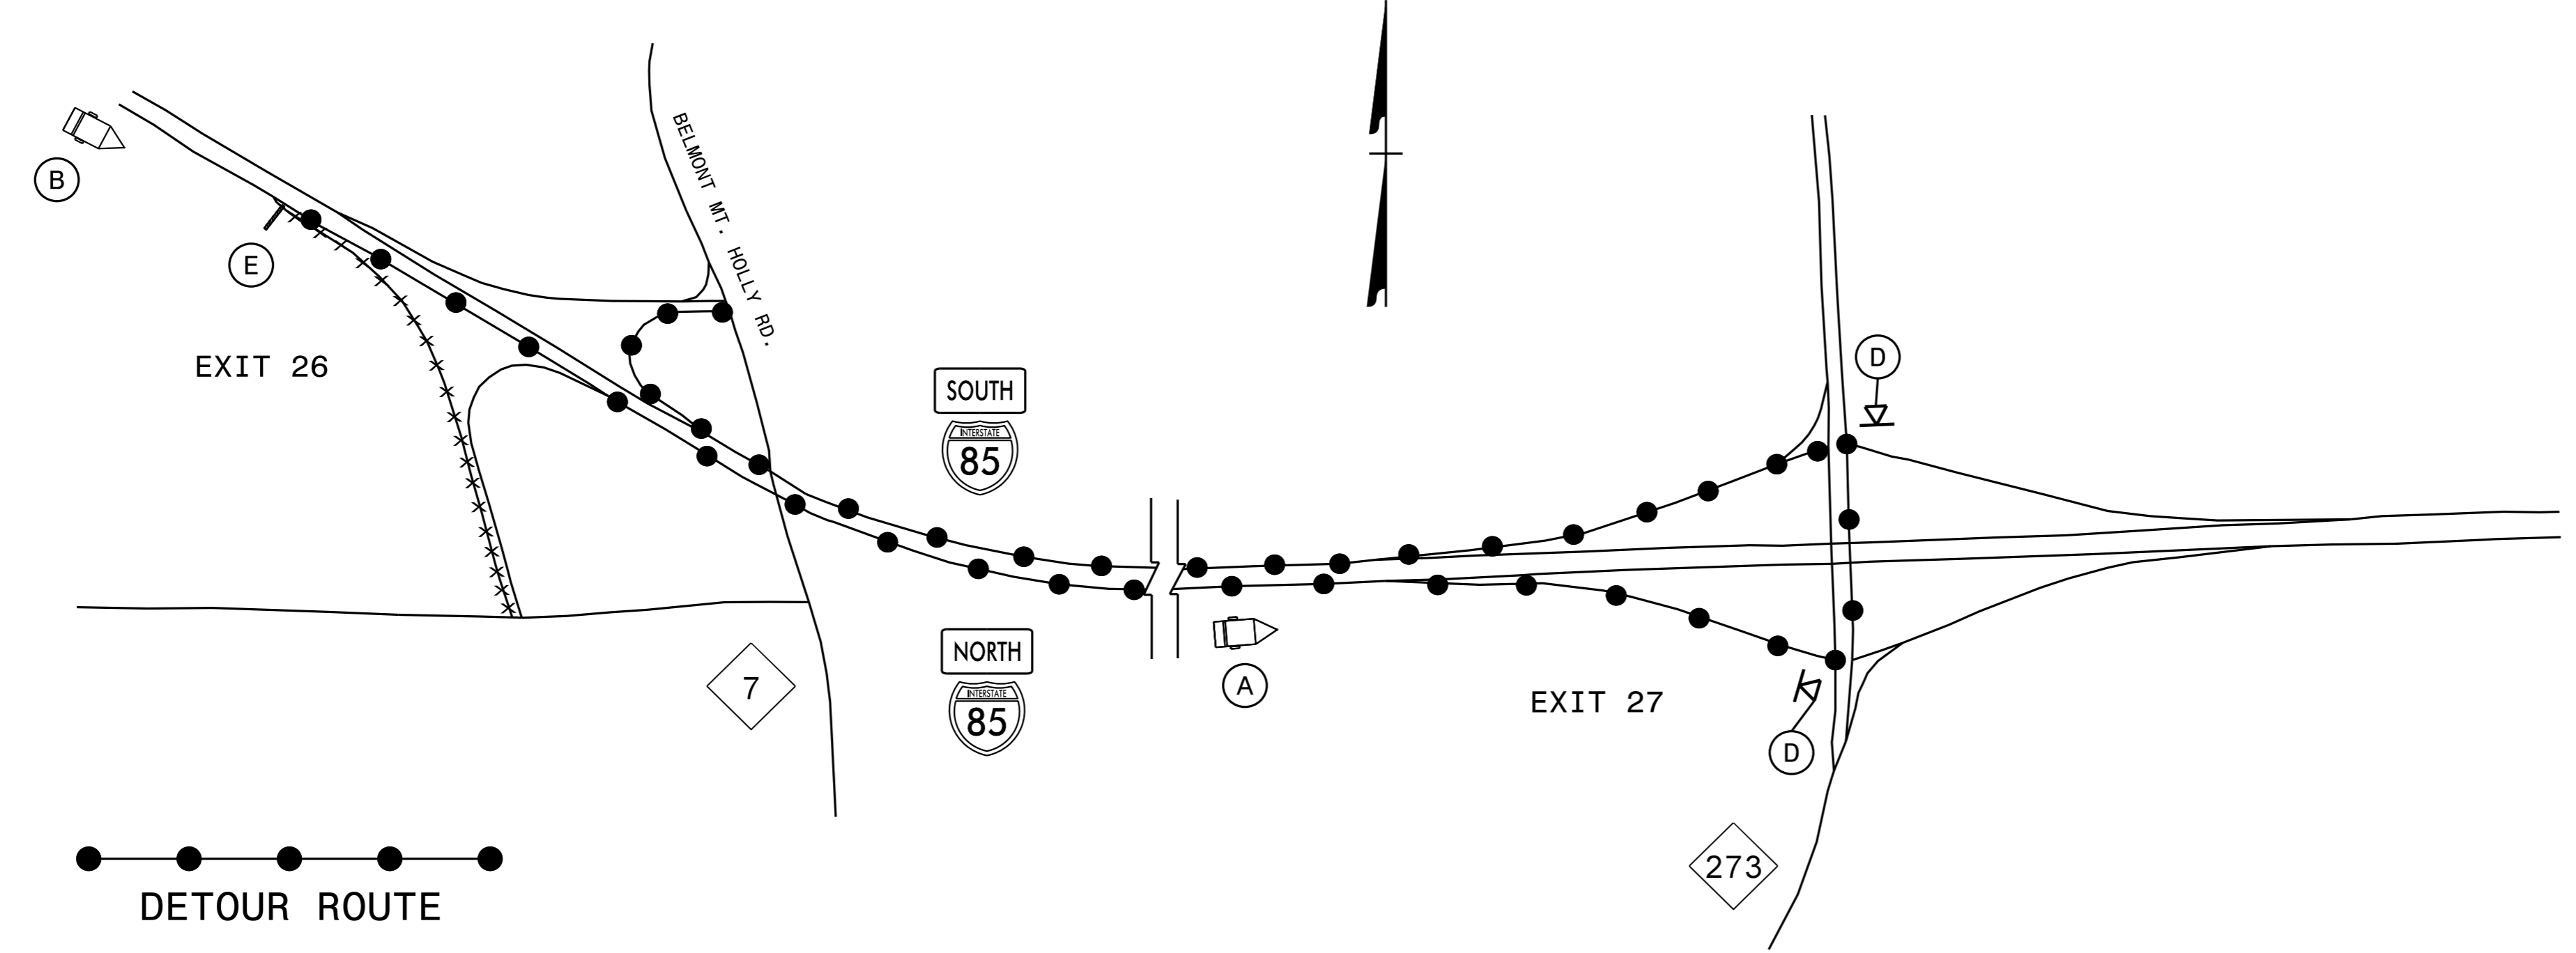 B
E
EXIT 26
BELMONT MT. HOLLY RD.
SOUTH
INTERSTATE
85
NORTH
INTERSTATE
85
7
A
D
EXIT 27
D
273
DETOUR ROUTE